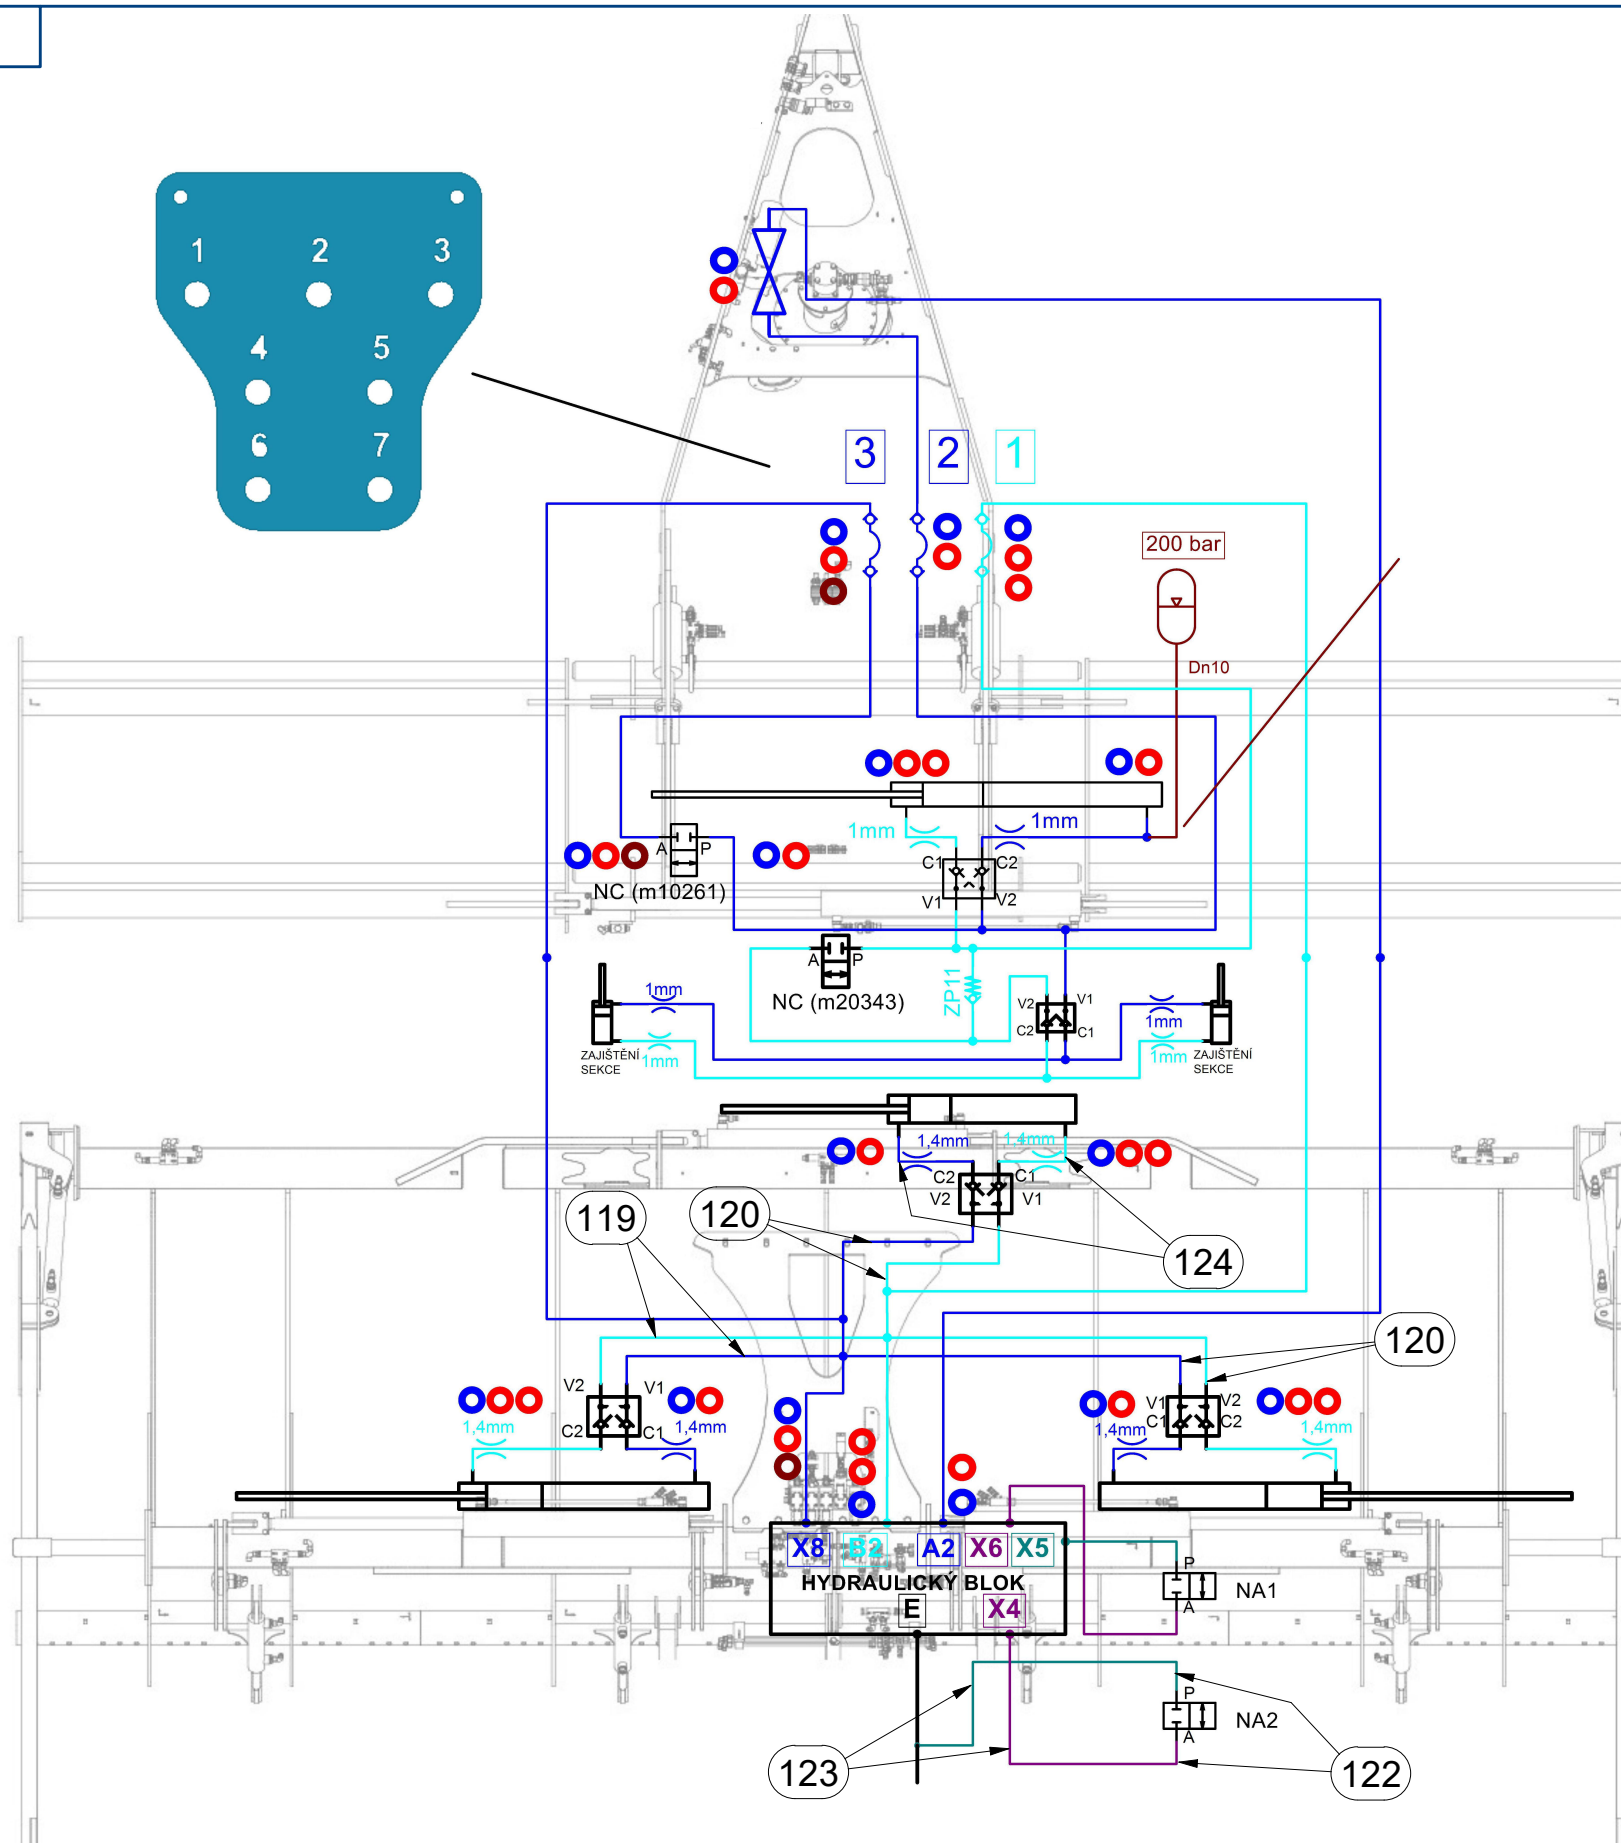 1 2 3
4 5
6 7
3 2 1
200 bar
Dn10
1mm 1mm
A P
C1 C2
NC (m10261)
V1 V2
A P
NC (m20343)
ZP11
1mm
V2 V1
1mm
C2 C1
ZAJIŠTĚNÍ
SEKCE
1mm
1mm
ZAJIŠTĚNÍ
SEKCE
1,4mm 1,4mm
C2 C1
V2 V1
119
120
124
120
V2 V1
C2 C1
1,4mm
1,4mm
V1 V2
C1 C2
1,4mm
1,4mm
X8 B2 A2 X6 X5
HYDRAULICKÝ BLOK
E X4
P
NA1
A
P
NA2
A
123
122